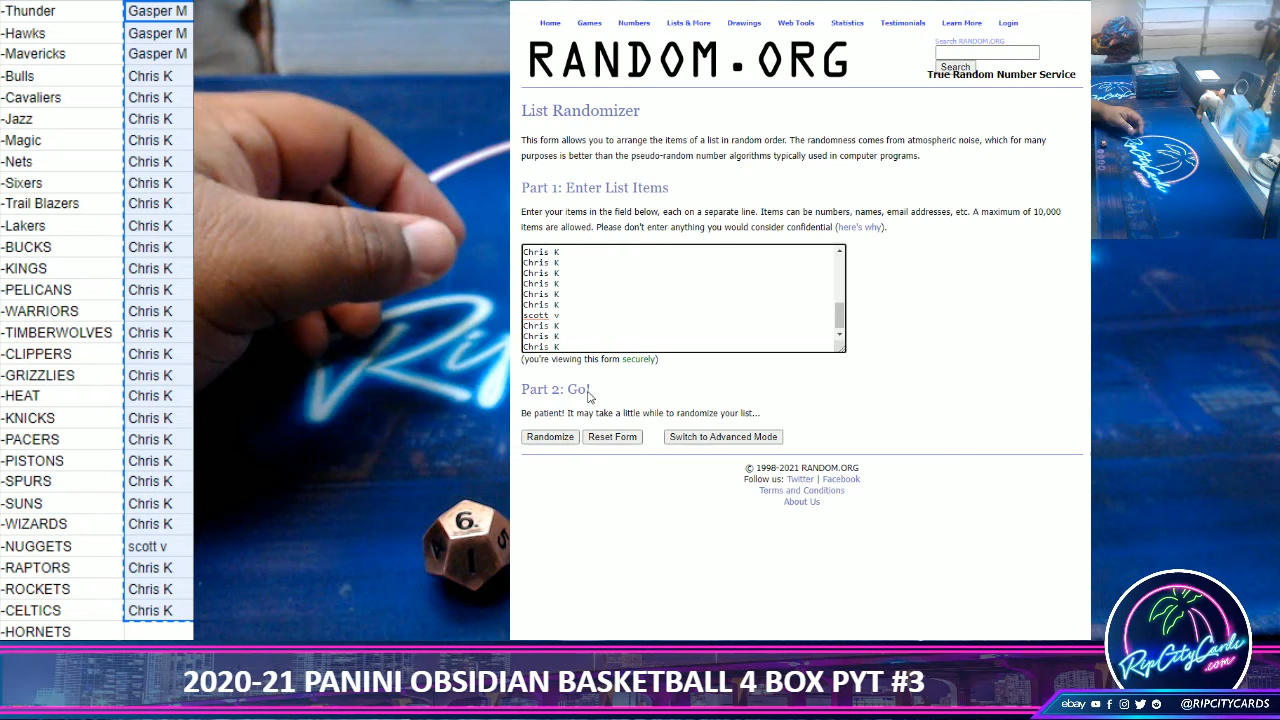 -Thunder Gasper M
-Hawks Gasper M
-Mavericks Gasper M
-Bulls Chris K
-Cavaliers Chris K
-Jazz Chris K
-Magic Chris K
-Nets Chris K
-Sixers Chris K
-Trail Blazers Chris K
-Lakers Chris K
-BUCKS Chris K
-KINGS Chris K
-PELICANS Chris K
-WARRIORS Chris K
-TIMBERWOLVES Chris K
-CLIPPERS Chris K
-GRIZZLIES Chris K
-HEAT Chris K
-KNICKS Chris K
-PACERS Chris K
-PISTONS Chris K
-SPURS Chris K
-SUNS Chris K
-WIZARDS Chris K
-NUGGETS scott v
-RAPTORS Chris K
-ROCKETS Chris K
-CELTICS Chris K
-HORNETS
6.
1
Home Games Numbers Lists & More Drawings Web Tools Statistics Testimonials Learn More Login
RANDOM.ORG
Search RANDOM.ORG
Search
True Random Number Service
List Randomizer
This form allows you to arrange the items of a list in random order. The randomness comes from atmospheric noise, which for many
purposes is better than the pseudo-random number algorithms typically used in computer programs.
Part 1: Enter List Items
Enter your items in the field below, each on a separate line. Items can be numbers, names, email addresses, etc. A maximum of 10,000
items are allowed. Please don't enter anything you would consider confidential (here's why).
Chris K
Chris K
Chris K
Chris K
Chris K
Chris K
scott v
Chris K
Chris K
Chris K
(you're viewing this form securely)
Part 2: Go!
Be patient! It may take a little while to randomize your list...
Randomize Reset Form Switch to Advanced Mode
© 1998-2021 RANDOM.ORG
Follow us: Twitter | Facebook
Terms and Conditions
About Us
2020-21 PANINI OBSIDIAN BASKETBALL 4 BOX PYT #3
RipCityCards
.com
ebay @RIPCITYCARDS